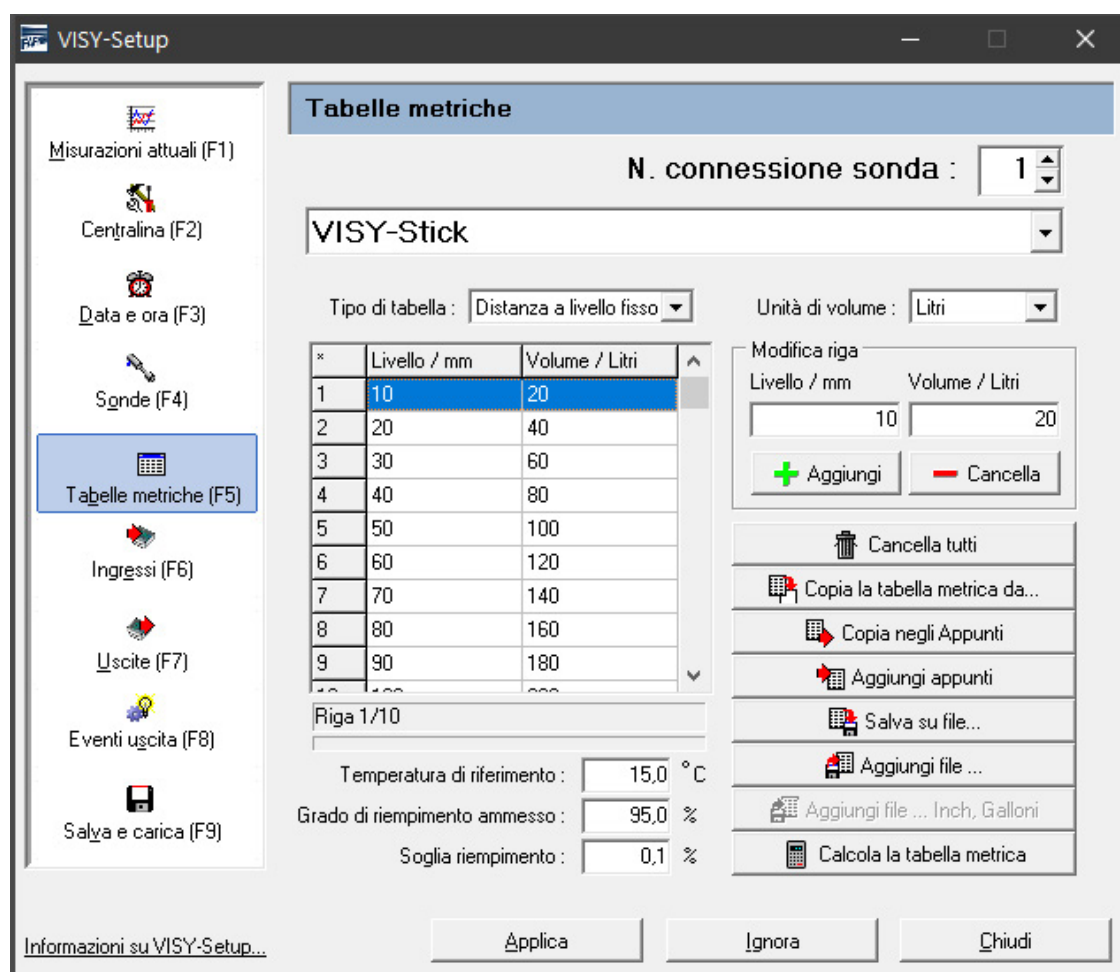 VISY-Setup
Misurazioni attuali (F1)
Centralina (F2)
Data e ora (F3)
Sonde (F4)
Tabelle metriche (F5)
Ingressi (F6)
Uscite (F7)
Eventi uscita (F8)
Salva e carica (F9)
Informazioni su VISY-Setup...
Tabelle metriche
N. connessione sonda : 1
VISY-Stick
Tipo di tabella : Distanza a livello fisso
Unità di volume : Litri
* Livello / mm Volume / Litri
1 10 20
2 20 40
3 30 60
4 40 80
5 50 100
6 60 120
7 70 140
8 80 160
9 90 180
Riga 1/10
Temperatura di riferimento : 15,0 °C
Grado di riempimento ammesso : 95,0 %
Soglia riempimento : 0,1 %
Modifica riga
Livello / mm Volume / Litri
10 20
Aggiungi Cancella
Cancella tutti
Copia la tabella metrica da...
Copia negli Appunti
Aggiungi appunti
Salva su file...
Aggiungi file ...
Aggiungi file ... Inch, Galloni
Calcola la tabella metrica
Applica Ignora Chiudi